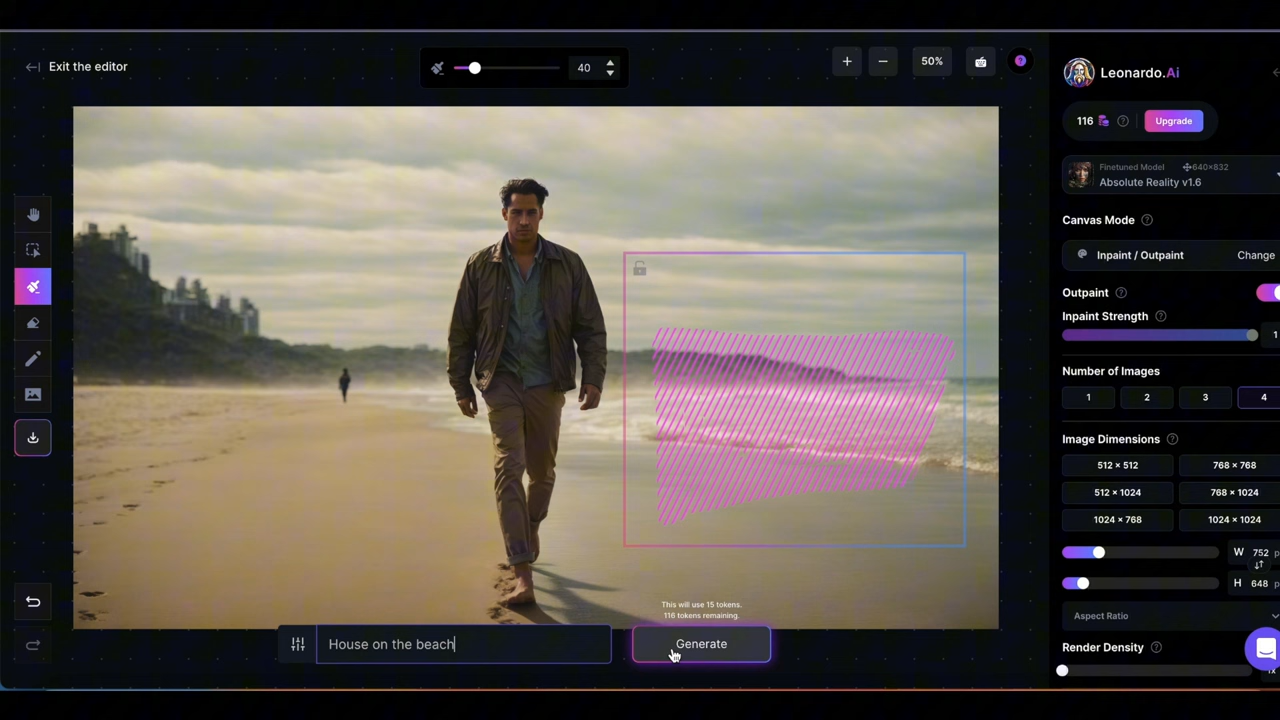 Exit the editor
40
50%
?
Leonardo.Ai
116
?
Upgrade
Finetuned Model
640×832
Absolute Reality v1.6
Canvas Mode ?
Inpaint / Outpaint
Change
Outpaint ?
Inpaint Strength ?
1
Number of Images
1
2
3
4
Image Dimensions ?
512 × 512
768 × 768
512 × 1024
768 × 1024
1024 × 768
1024 × 1024
W 752 p
H 648 p
Aspect Ratio
Render Density ?
This will use 15 tokens.
116 tokens remaining.
House on the beach
Generate